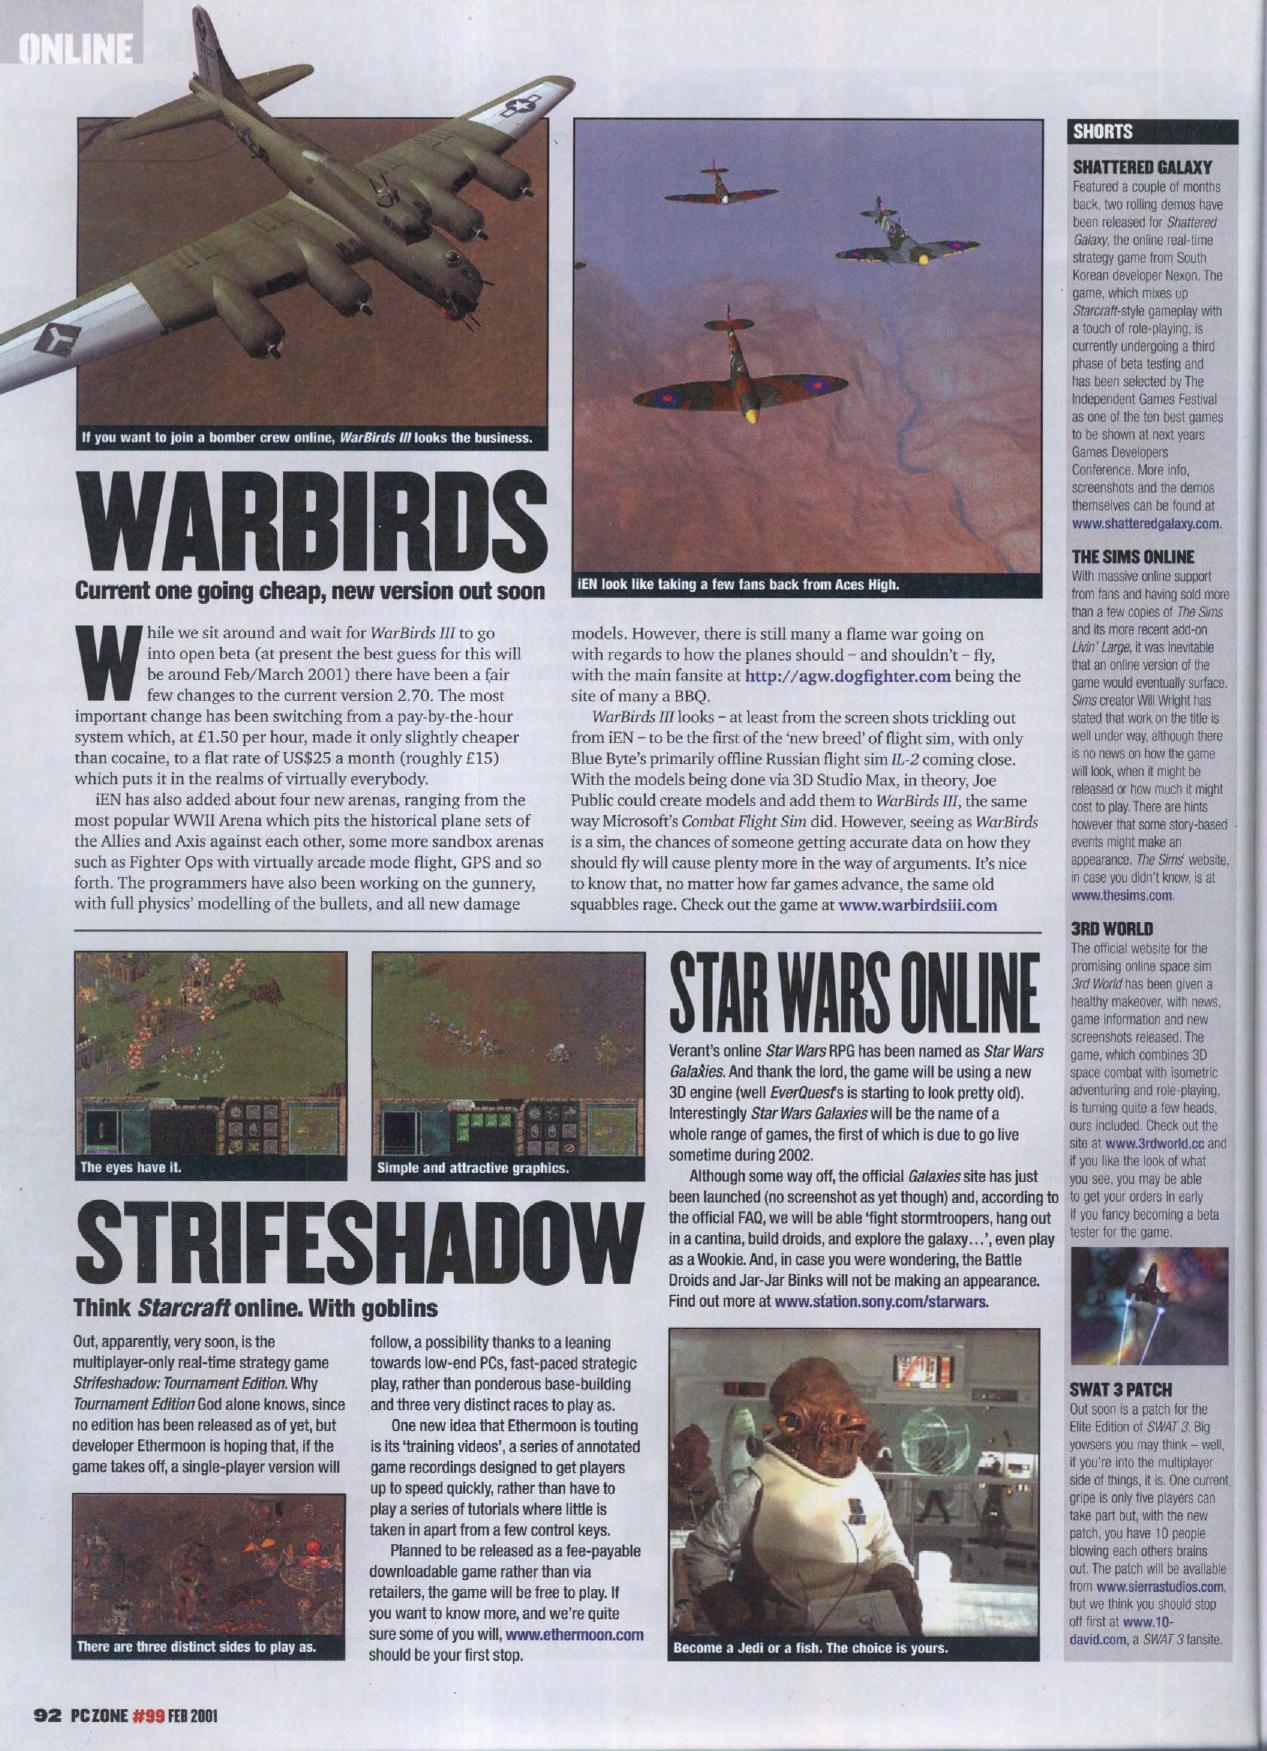 ONLINE
If you want to join a bomber crew online, WarBirds III looks the business.
iEN look like taking a few fans back from Aces High.
WARBIRDS
Current one going cheap, new version out soon
While we sit around and wait for WarBirds III to go
into open beta (at present the best guess for this will
be around Feb/March 2001) there have been a fair
few changes to the current version 2.70. The most
important change has been switching from a pay-by-the-hour
system which, at £1.50 per hour, made it only slightly cheaper
than cocaine, to a flat rate of US$25 a month (roughly £15)
which puts it in the realms of virtually everybody.
iEN has also added about four new arenas, ranging from the
most popular WWII Arena which pits the historical plane sets of
the Allies and Axis against each other, some more sandbox arenas
such as Fighter Ops with virtually arcade mode flight, GPS and so
forth. The programmers have also been working on the gunnery,
with full physics' modelling of the bullets, and all new damage
models. However, there is still many a flame war going on
with regards to how the planes should – and shouldn't – fly,
with the main fansite at http://agw.dogfighter.com being the
site of many a BBQ.
WarBirds III looks – at least from the screen shots trickling out
from iEN – to be the first of the 'new breed' of flight sim, with only
Blue Byte's primarily offline Russian flight sim IL-2 coming close.
With the models being done via 3D Studio Max, in theory, Joe
Public could create models and add them to WarBirds III, the same
way Microsoft's Combat Flight Sim did. However, seeing as WarBirds
is a sim, the chances of someone getting accurate data on how they
should fly will cause plenty more in the way of arguments. It's nice
to know that, no matter how far games advance, the same old
squabbles rage. Check out the game at www.warbirdsiii.com
The eyes have it.
Simple and attractive graphics.
STRIFESHADOW
Think Starcraft online. With goblins
Out, apparently, very soon, is the
multiplayer-only real-time strategy game
Strifeshadow: Tournament Edition. Why
Tournament Edition God alone knows, since
no edition has been released as of yet, but
developer Ethermoon is hoping that, if the
game takes off, a single-player version will
There are three distinct sides to play as.
follow, a possibility thanks to a leaning
towards low-end PCs, fast-paced strategic
play, rather than ponderous base-building
and three very distinct races to play as.
One new idea that Ethermoon is touting
is its 'training videos', a series of annotated
game recordings designed to get players
up to speed quickly, rather than have to
play a series of tutorials where little is
taken in apart from a few control keys.
Planned to be released as a fee-payable
downloadable game rather than via
retailers, the game will be free to play. If
you want to know more, and we're quite
sure some of you will, www.ethermoon.com
should be your first stop.
STAR WARS ONLINE
Verant's online Star Wars RPG has been named as Star Wars
Galaxies. And thank the lord, the game will be using a new
3D engine (well EverQuest's is starting to look pretty old).
Interestingly Star Wars Galaxies will be the name of a
whole range of games, the first of which is due to go live
sometime during 2002.
Although some way off, the official Galaxies site has just
been launched (no screenshot as yet though) and, according to
the official FAQ, we will be able 'fight stormtroopers, hang out
in a cantina, build droids, and explore the galaxy...', even play
as a Wookie. And, in case you were wondering, the Battle
Droids and Jar-Jar Binks will not be making an appearance.
Find out more at www.station.sony.com/starwars.
Become a Jedi or a fish. The choice is yours.
SHORTS
SHATTERED GALAXY
Featured a couple of months
back, two rolling demos have
been released for Shattered
Galaxy, the online real-time
strategy game from South
Korean developer Nexon. The
game, which mixes up
Starcraft-style gameplay with
a touch of role-playing, is
currently undergoing a third
phase of beta testing and
has been selected by The
Independent Games Festival
as one of the ten best games
to be shown at next years
Games Developers
Conference. More info,
screenshots and the demos
themselves can be found at
www.shatteredgalaxy.com.
THE SIMS ONLINE
With massive online support
from fans and having sold more
than a few copies of The Sims
and its more recent add-on
Livin' Large, it was inevitable
that an online version of the
game would eventually surface.
Sims creator Will Wright has
stated that work on the title is
well under way, although there
is no news on how the game
will look, when it might be
released or how much it might
cost to play. There are hints
however that some story-based
events might make an
appearance. The Sims' website,
in case you didn't know, is at
www.thesims.com.
3RD WORLD
The official website for the
promising online space sim
3rd World has been given a
healthy makeover, with news,
game information and new
screenshots released. The
game, which combines 3D
space combat with isometric
adventuring and role-playing,
is turning quite a few heads,
ours included. Check out the
site at www.3rdworld.cc and
if you like the look of what
you see, you may be able
to get your orders in early
if you fancy becoming a beta
tester for the game.
SWAT 3 PATCH
Out soon is a patch for the
Elite Edition of SWAT 3. Big
yowsers you may think – well,
if you're into the multiplayer
side of things, it is. One current
gripe is only five players can
take part but, with the new
patch, you have 10 people
blowing each others brains
out. The patch will be available
from www.sierrastudios.com,
but we think you should stop
off first at www.10-
david.com, a SWAT 3 fansite.
92 PC ZONE #99 FEB 2001